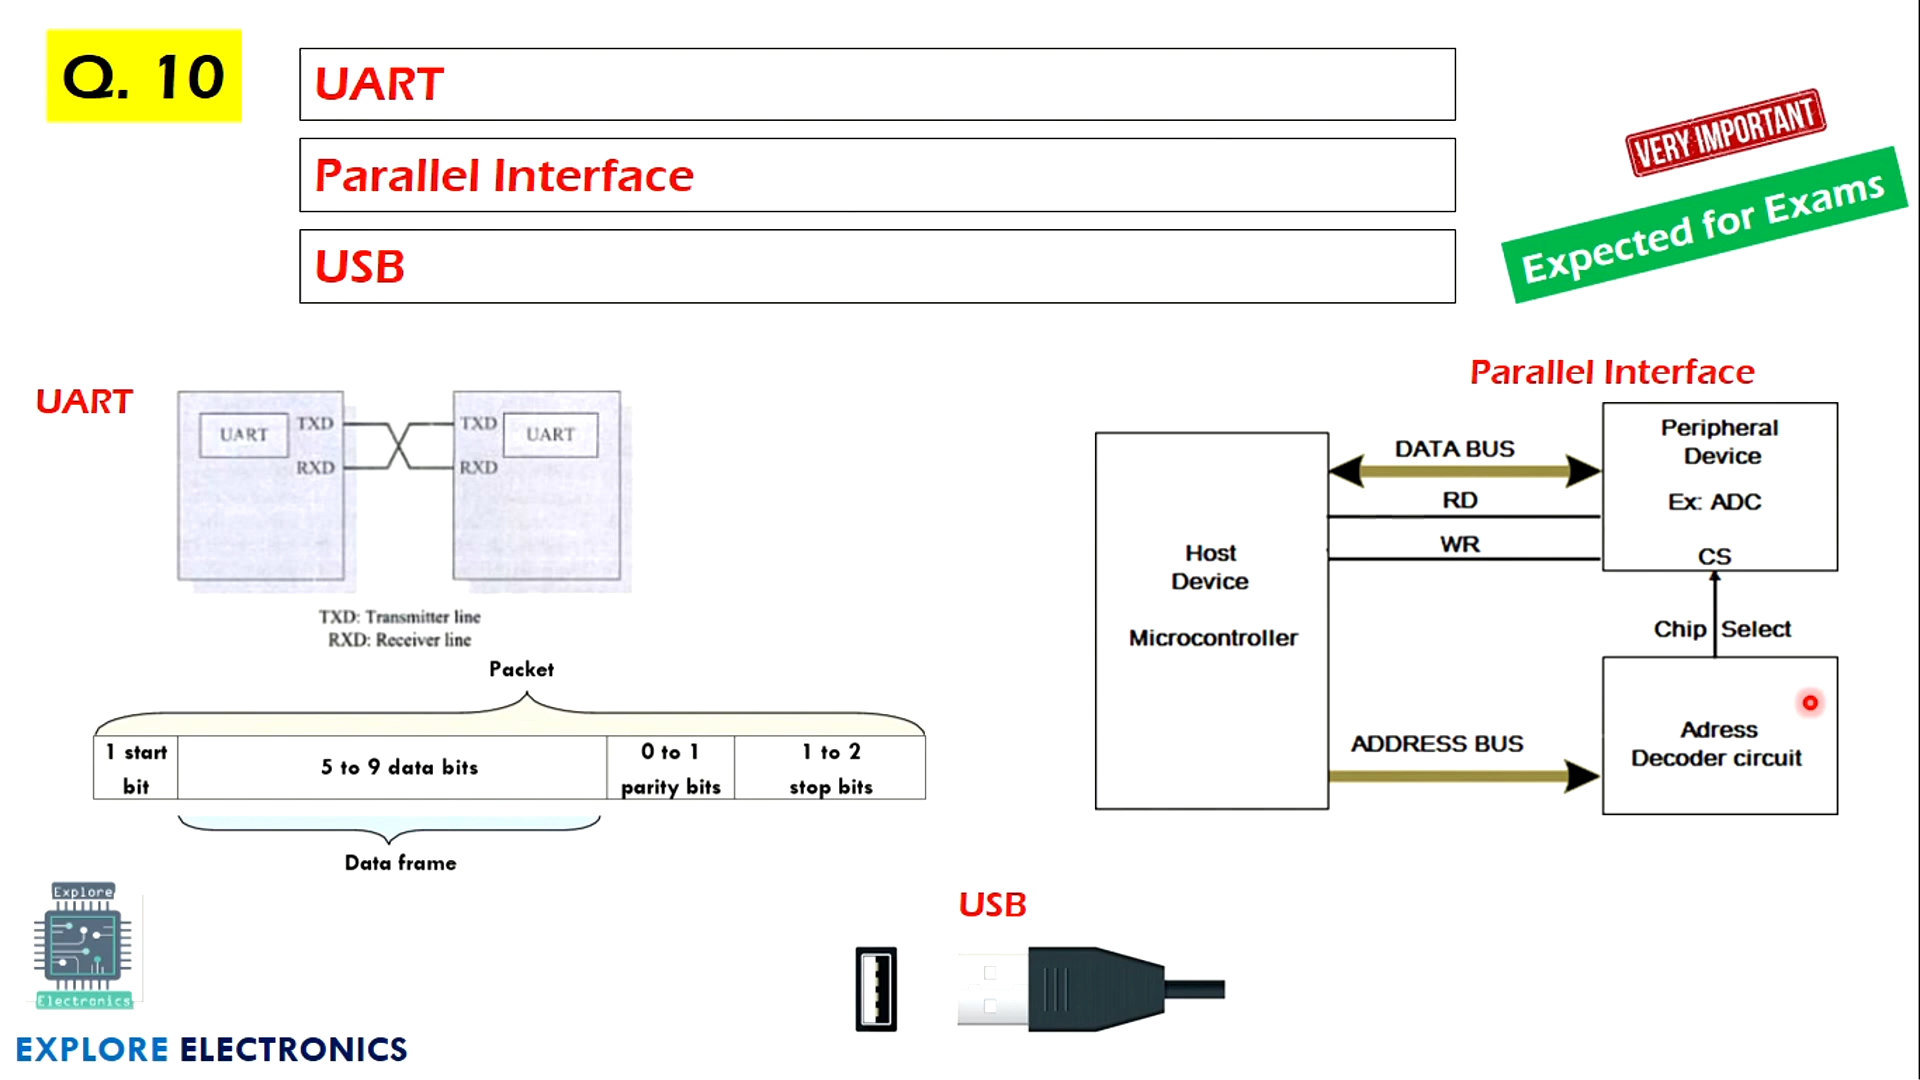 Q. 10
UART
Parallel Interface
USB
VERY IMPORTANT
Expected for Exams
UART
UART
TXD
RXD
TXD
RXD
UART
TXD: Transmitter line
RXD: Receiver line
Packet
1 start
bit
5 to 9 data bits
0 to 1
parity bits
1 to 2
stop bits
Data frame
Parallel Interface
Host
Device
Microcontroller
DATA BUS
RD
WR
Peripheral
Device
Ex: ADC
CS
Chip Select
ADDRESS BUS
Adress
Decoder circuit
USB
Explore
Electronics
EXPLORE ELECTRONICS